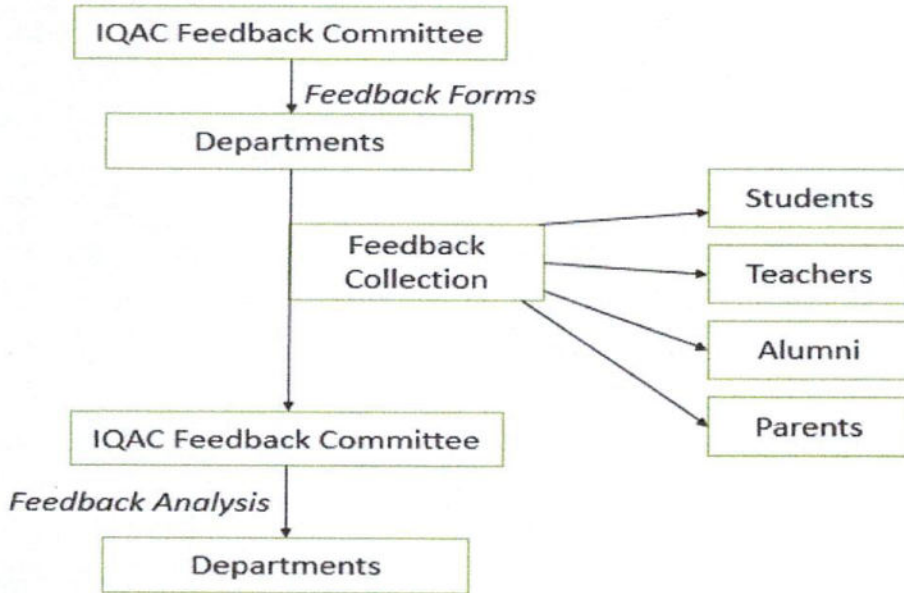 IQAC Feedback Committee
Feedback Forms
Departments
Feedback
Collection
Students
Teachers
Alumni
Parents
IQAC Feedback Committee
Feedback Analysis
Departments